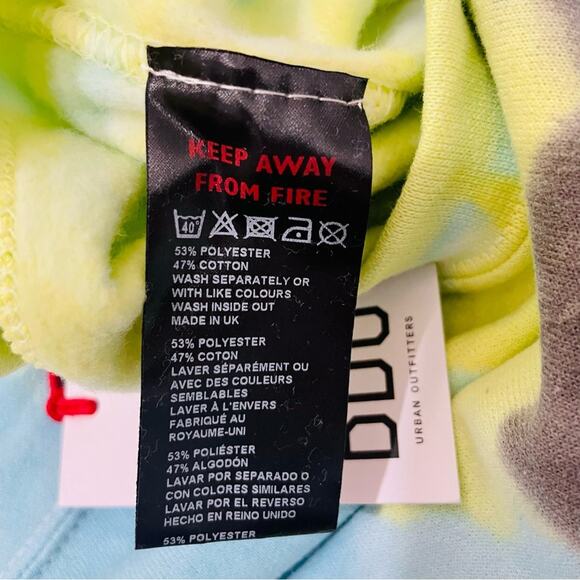 KEEP AWAY
FROM FIRE
40°
53% POLYESTER
47% COTTON
WASH SEPARATELY OR
WITH LIKE COLOURS
WASH INSIDE OUT
MADE IN UK
53% POLYESTER
47% COTON
LAVER SÉPARÉMENT OU
AVEC DES COULEURS
SEMBLABLES
LAVER À L'ENVERS
FABRIQUÉ AU
ROYAUME-UNI
53% POLIÉSTER
47% ALGODÓN
LAVAR POR SEPARADO O
CON COLORES SIMILARES
LAVAR POR EL REVERSO
HECHO EN REINO UNIDO
53% POLYESTER
URBAN OUTFITTERS